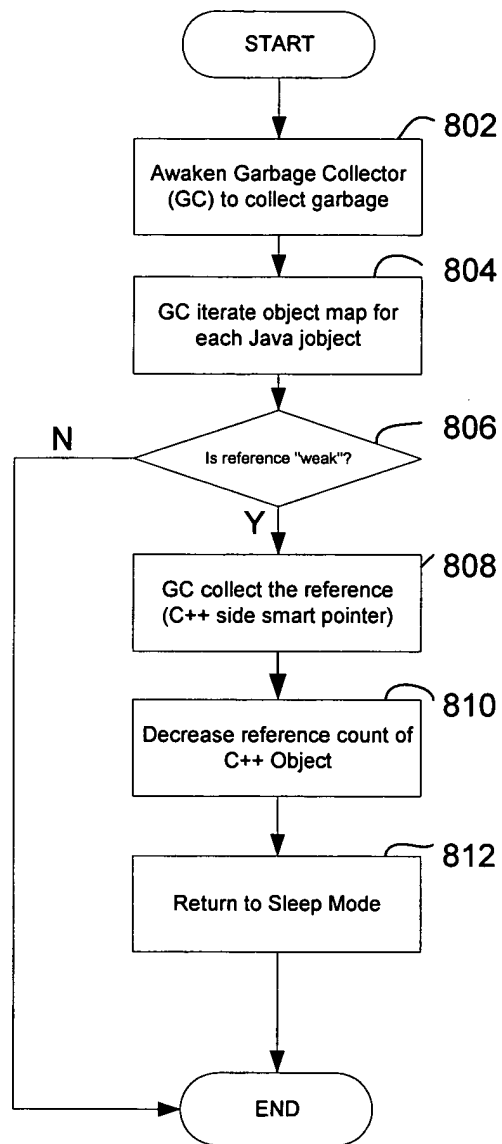 START
802
Awaken Garbage Collector
(GC) to collect garbage
804
GC iterate object map for
each Java jobject
806
N
Is reference "weak"?
Y
808
GC collect the reference
(C++ side smart pointer)
810
Decrease reference count of
C++ Object
812
Return to Sleep Mode
END